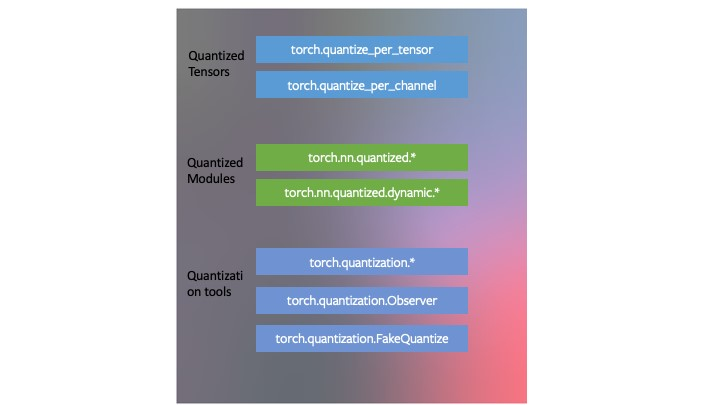 Quantized
Tensors
torch.quantize_per_tensor
torch.quantize_per_channel
Quantized
Modules
torch.nn.quantized.*
torch.nn.quantized.dynamic.*
Quantizati
on tools
torch.quantization.*
torch.quantization.Observer
torch.quantization.FakeQuantize